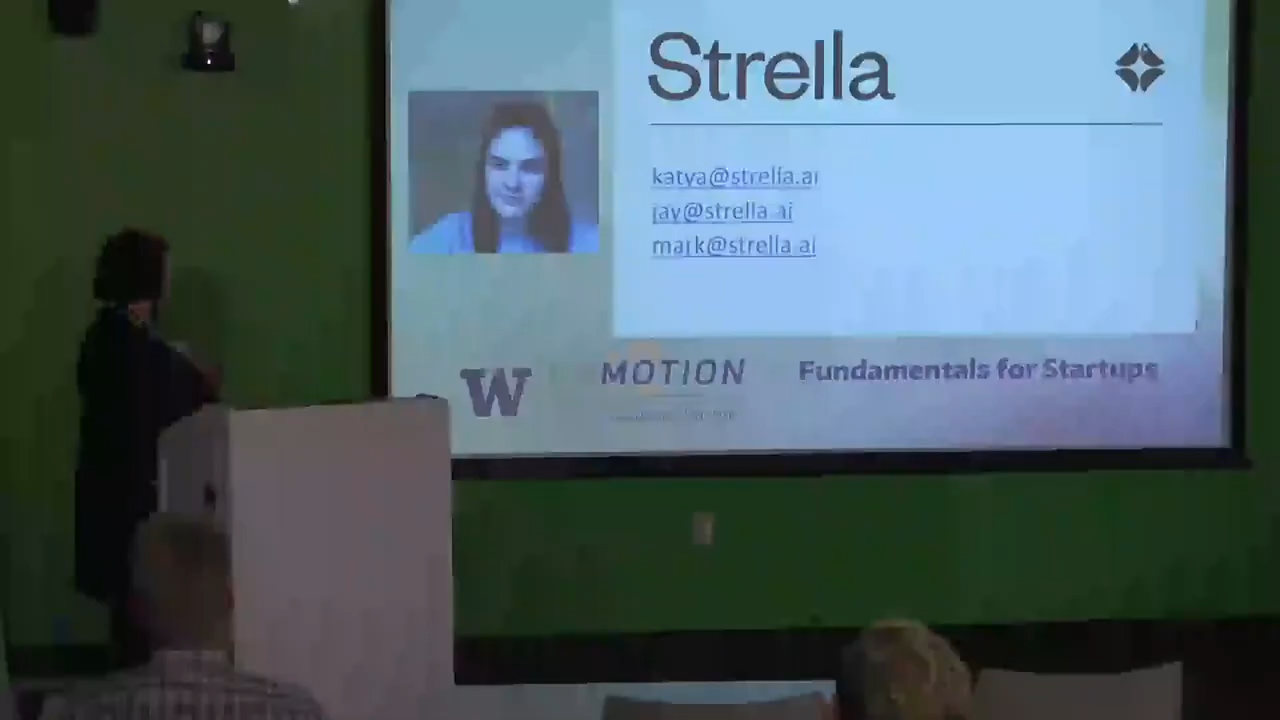 Strella
katya@strella.ai
jay@strella.ai
mark@strella.ai
W
MOTION
Fundamentals for Startups